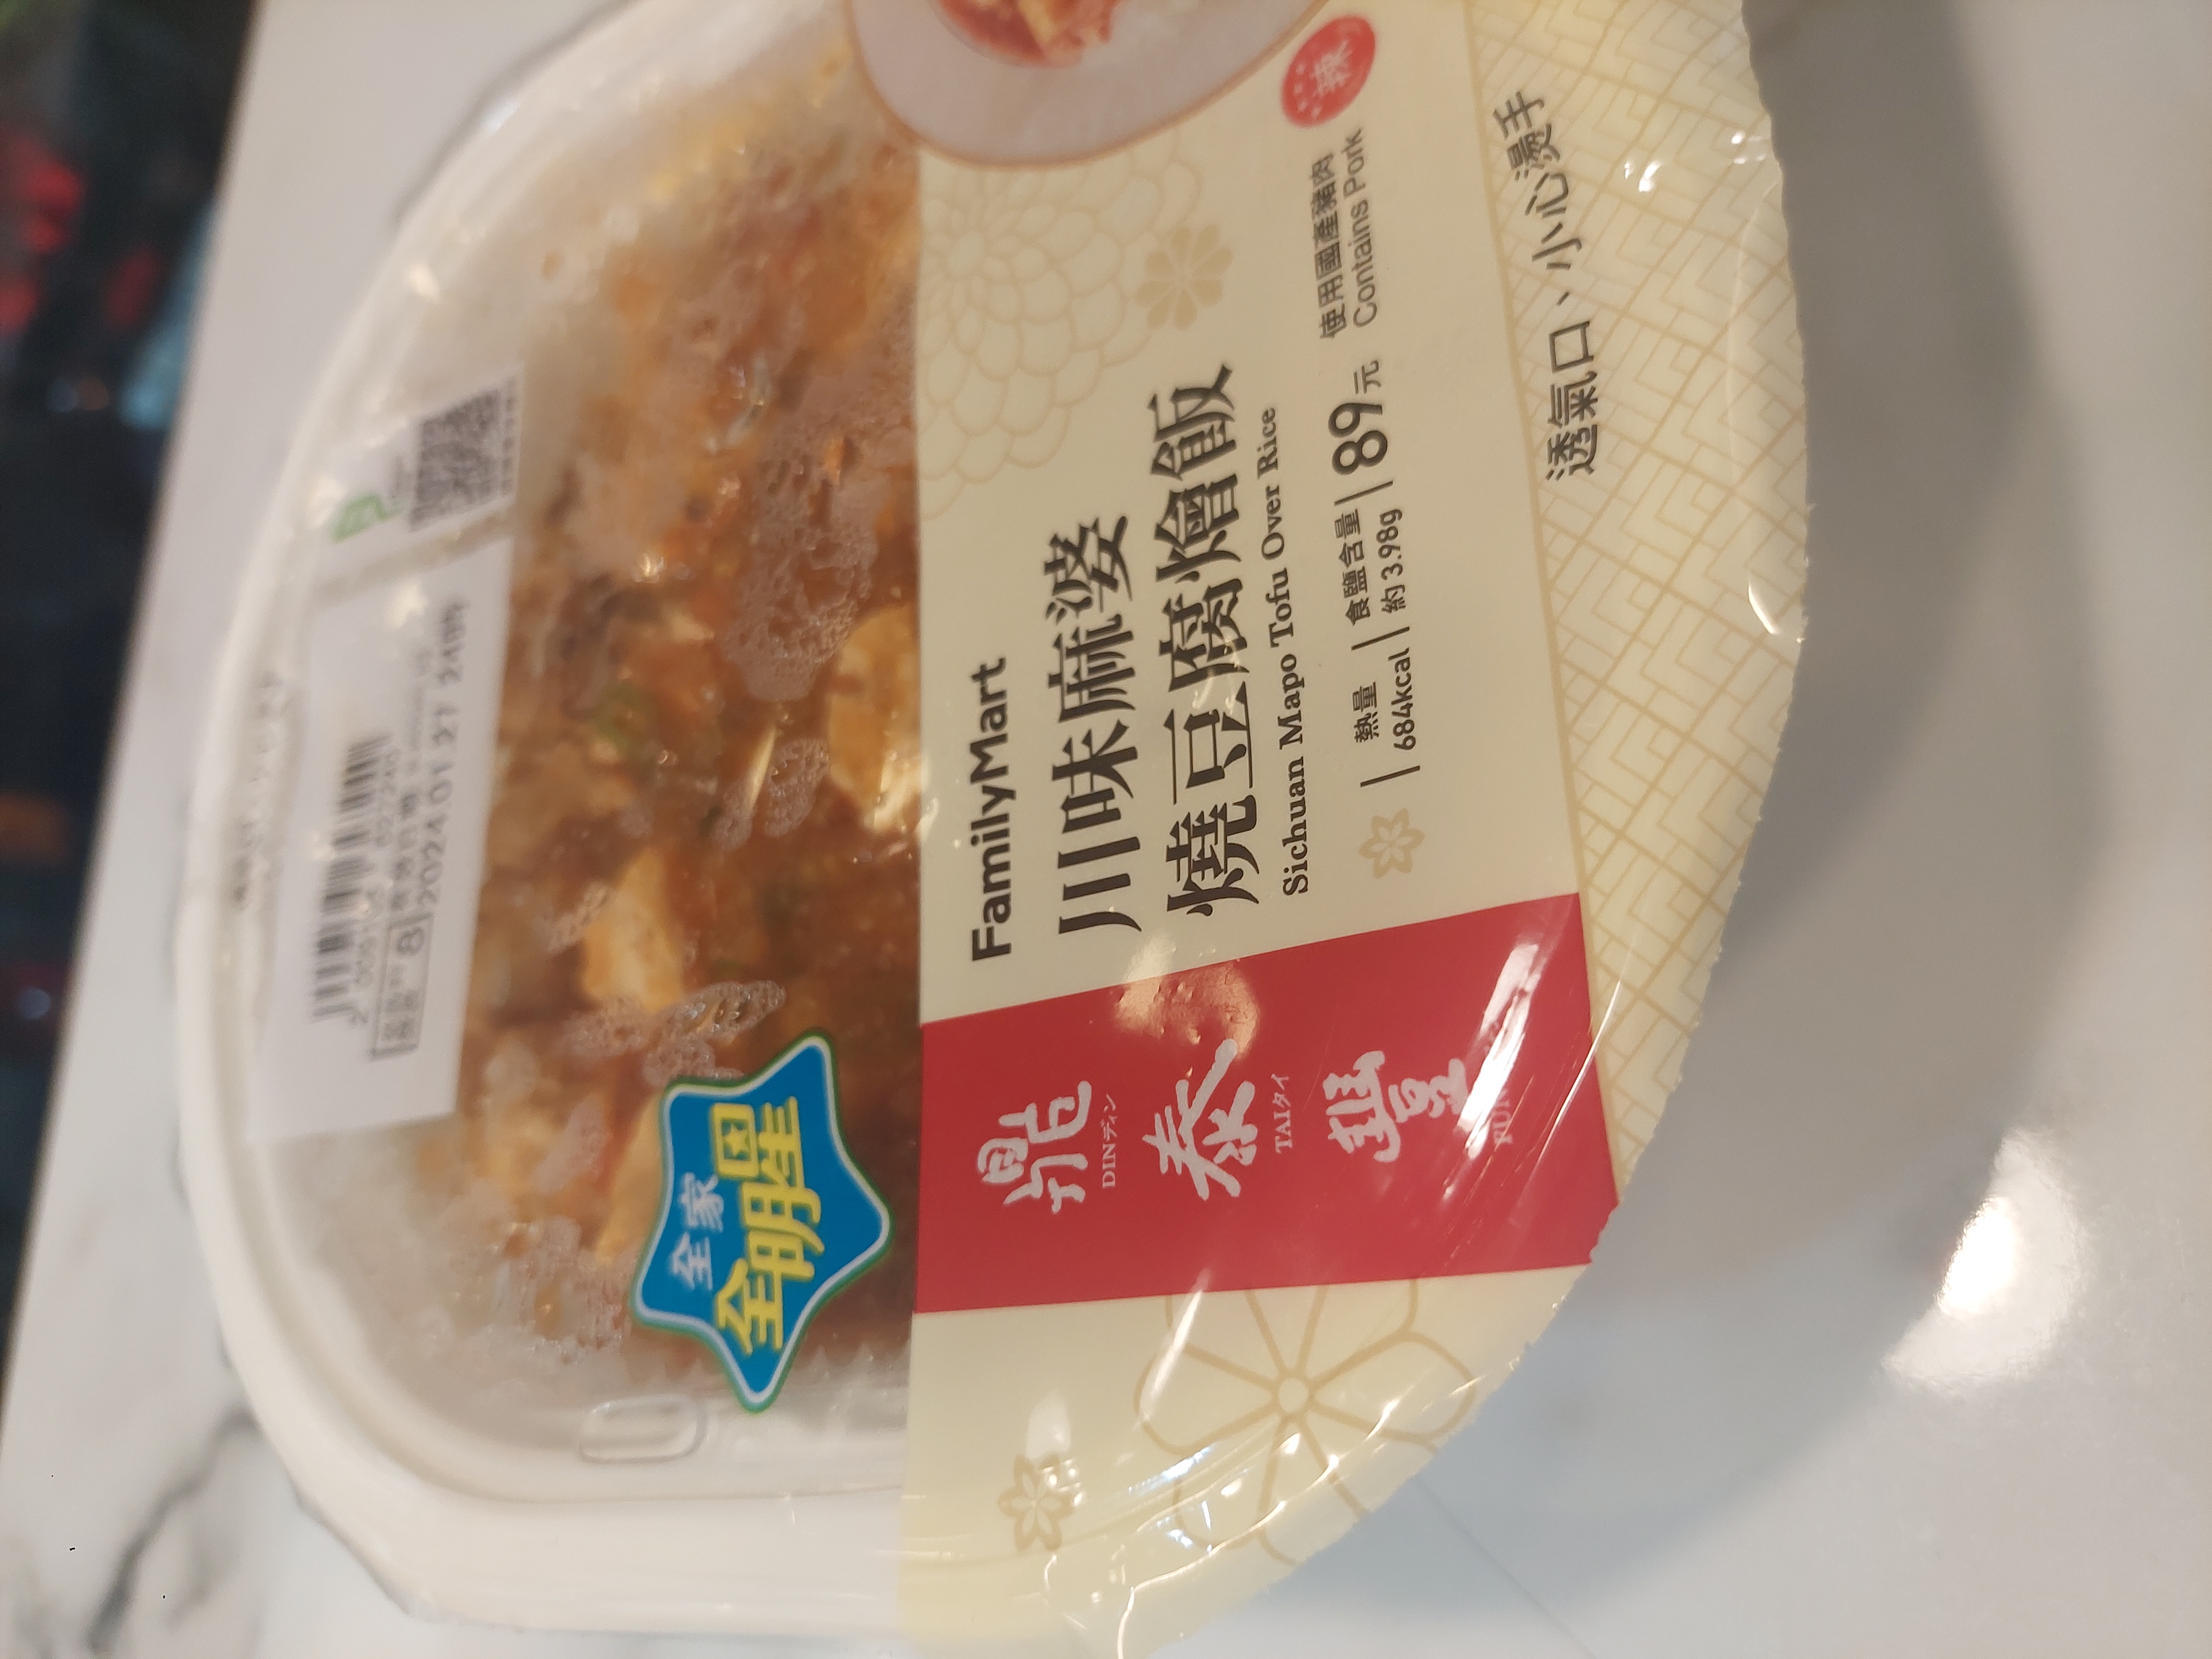 2024.01.27 24時
全家
全明星
鼎
DINディン
泰
TAIタイ
豐
FUN
FamilyMart
川味麻婆
燒豆腐燴飯
Sichuan Mapo Tofu Over Rice
熱量
684kcal
食鹽含量
約3.98g
89元
使用國產豬肉
Contains Pork
辣
透氣口、小心燙手